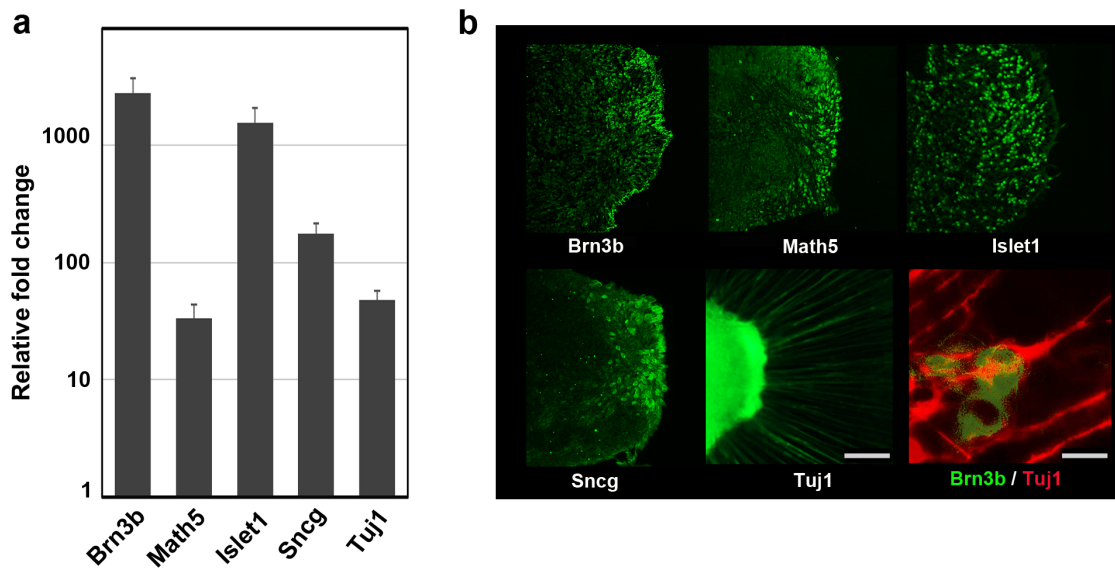 a
Relative fold change
1000
100
10
1
Brn3b
Math5
Islet1
Sncg
Tuj1
b
Brn3b
Math5
Islet1
Sncg
Tuj1
Brn3b / Tuj1